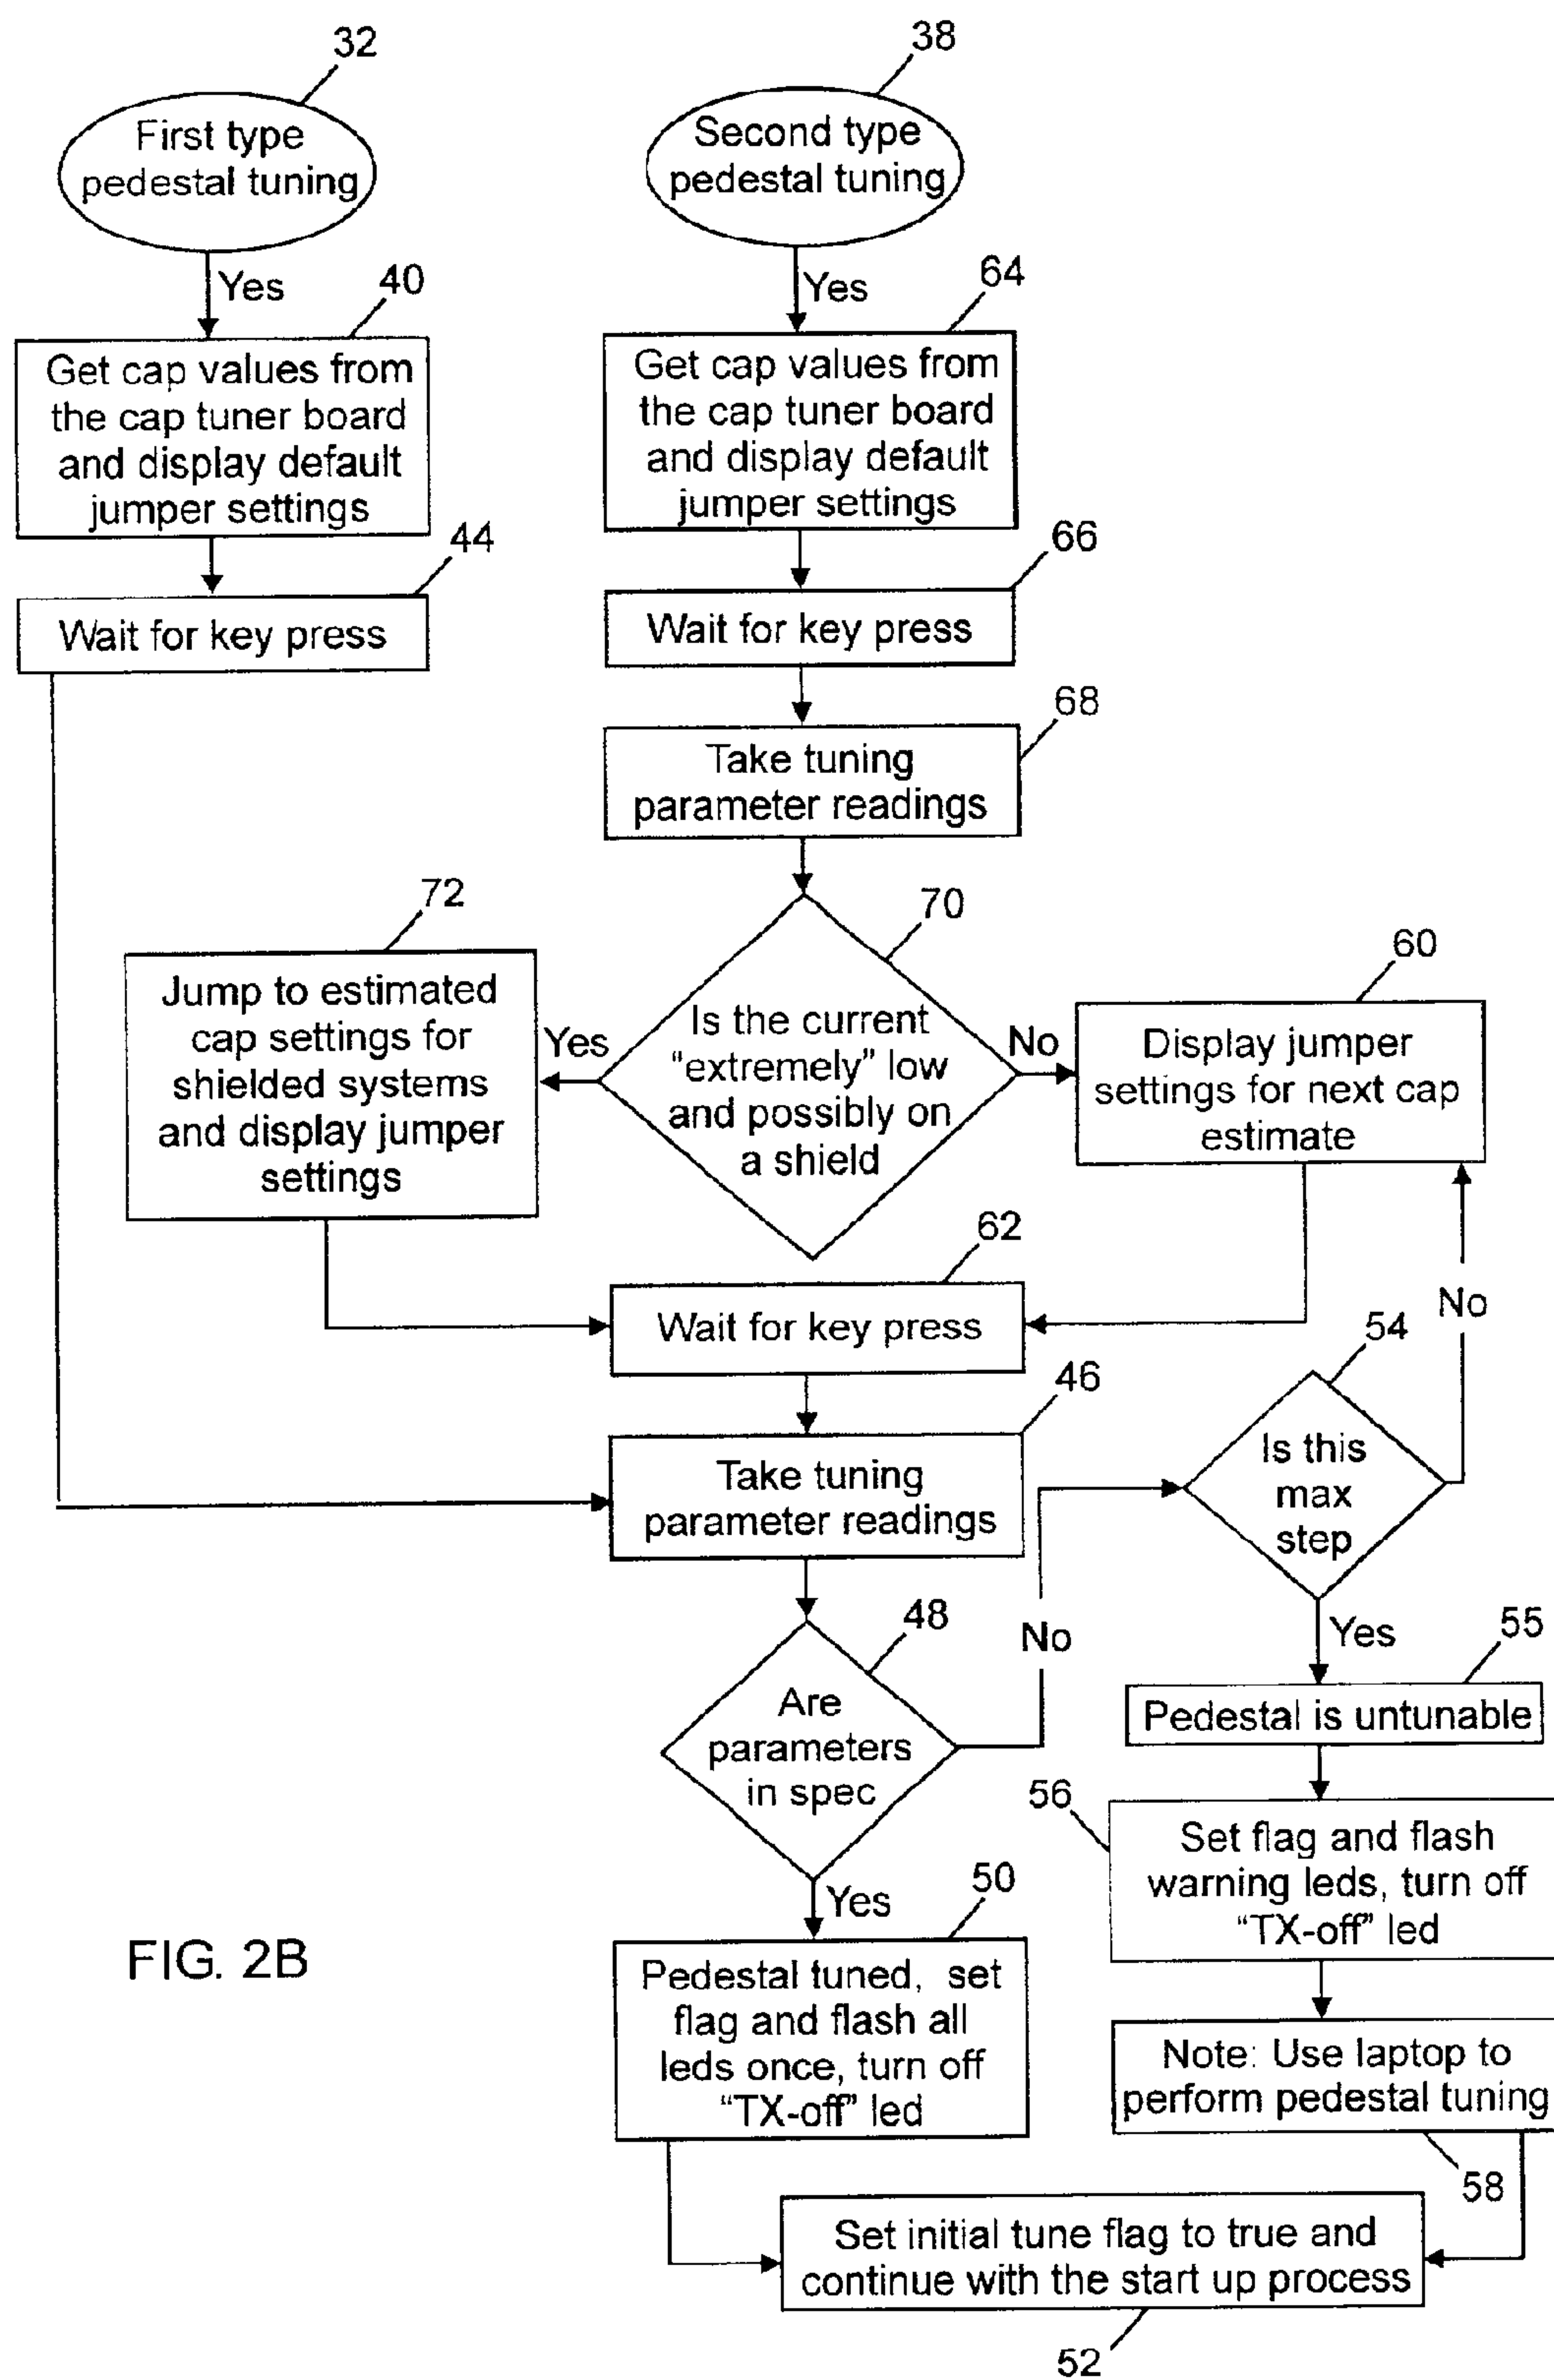 32
38
First type
pedestal tuning
Second type
pedestal tuning
Yes
40
Yes
64
Get cap values from
the cap tuner board
and display default
jumper settings
Get cap values from
the cap tuner board
and display default
jumper settings
44
66
Wait for key press
Wait for key press
68
Take tuning
parameter readings
72
70
60
Jump to estimated
cap settings for
shielded systems
and display jumper
settings
Yes
Is the current
“extremely” low
and possibly on
a shield
No
Display jumper
settings for next cap
estimate
62
Wait for key press
No
54
46
Take tuning
parameter readings
Is this
max
step
48
No
Yes
55
Are
parameters
in spec
Pedestal is untunable
56
Set flag and flash
warning leds, turn off
“TX-off” led
Yes
50
FIG. 2B
Pedestal tuned, set
flag and flash all
leds once, turn off
“TX-off” led
Note: Use laptop to
perform pedestal tuning
58
Set initial tune flag to true and
continue with the start up process
52